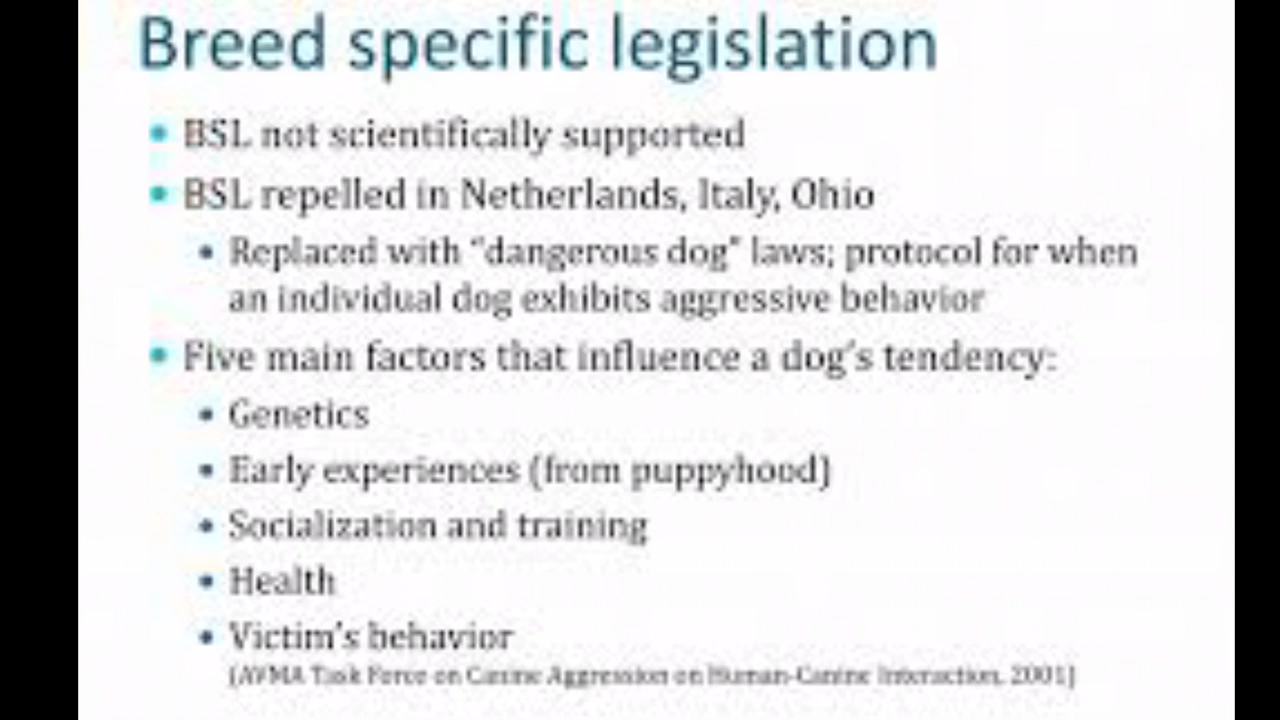 Breed specific legislation
• BSL not scientifically supported
• BSL repelled in Netherlands, Italy, Ohio
• Replaced with "dangerous dog" laws; protocol for when
an individual dog exhibits aggressive behavior
• Five main factors that influence a dog's tendency:
• Genetics
• Early experiences (from puppyhood)
• Socialization and training
• Health
• Victim's behavior
(AVMA Task Force on Canine Aggression on Human-Canine Interaction, 2001)